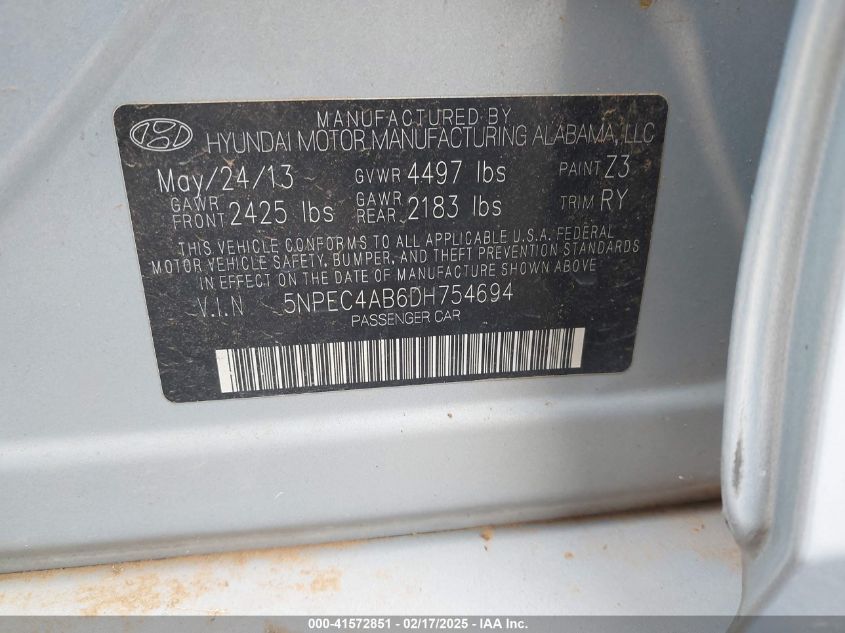 MANUFACTURED BY
HYUNDAI MOTOR MANUFACTURING ALABAMA, LLC
May/24/13 GVWR 4497 lbs PAINT Z3
GAWR FRONT 2425 lbs GAWR REAR 2183 lbs TRIM RY
THIS VEHICLE CONFORMS TO ALL APPLICABLE U.S.A. FEDERAL
MOTOR VEHICLE SAFETY, BUMPER, AND THEFT PREVENTION STANDARDS
IN EFFECT ON THE DATE OF MANUFACTURE SHOWN ABOVE
V.I.N 5NPEC4AB6DH754694
PASSENGER CAR
000-41572851 - 02/17/2025 - IAA Inc.